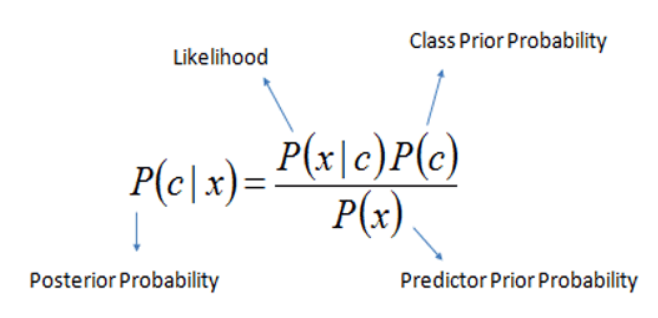 Likelihood
Class Prior Probability
P(c|x) = P(x|c)P(c)
P(x)
Posterior Probability
Predictor Prior Probability